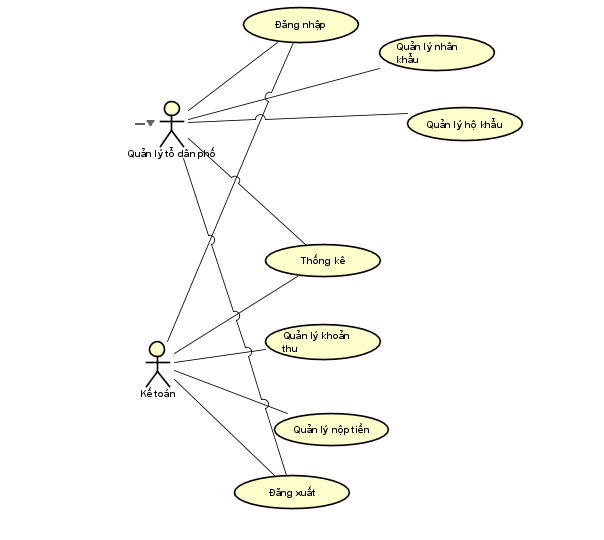 Đăng nhập
Quản lý nhân
khẩu
Quản lý hộ khẩu
Quản lý tổ dân phố
Thống kê
Quản lý khoản
thu
Kế toán
Quản lý nộp tiền
Đăng xuất